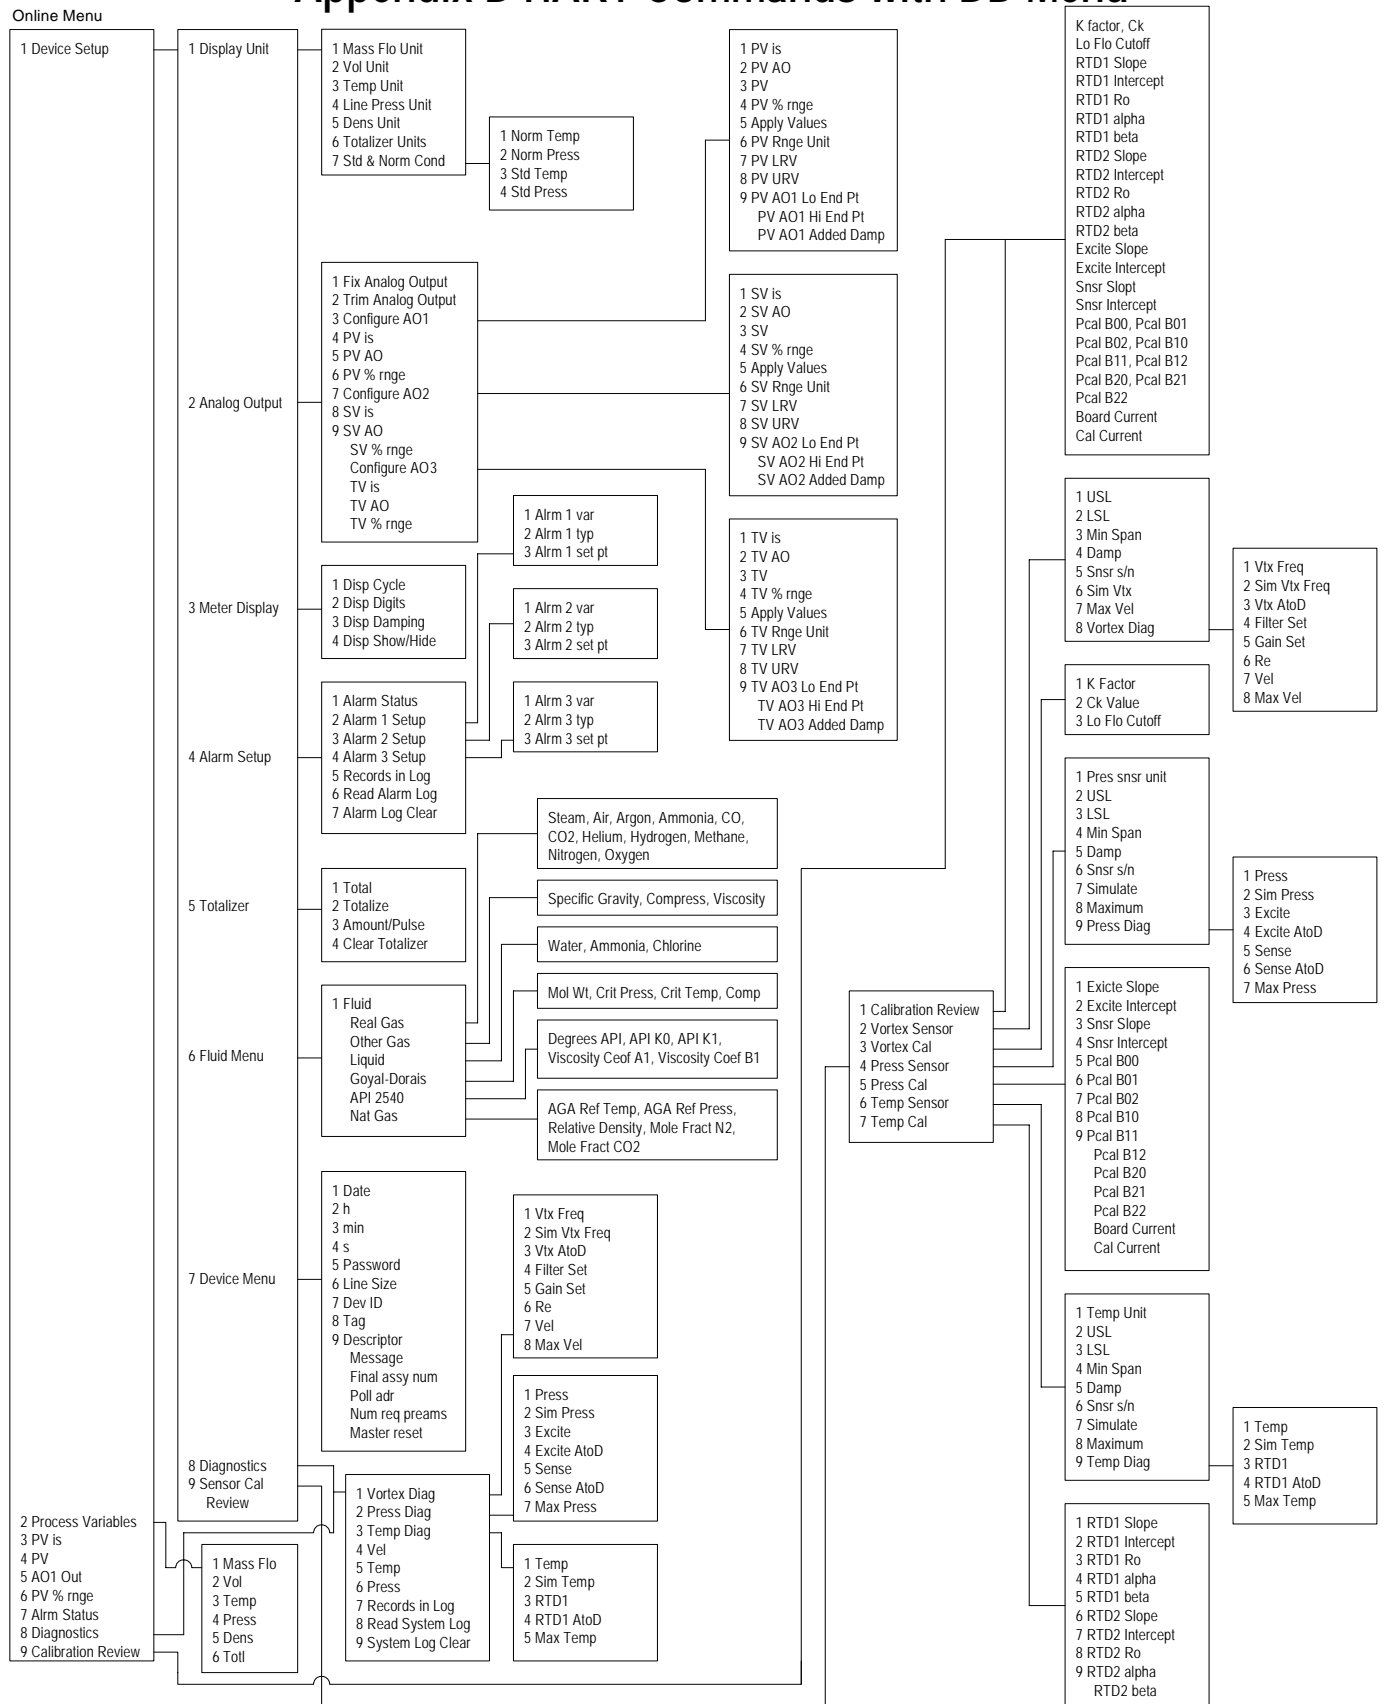 Appendix B HART Commands with DD Menu
Online Menu
1 Device Setup
2 Process Variables
3 PV is
4 PV
5 AO1 Out
6 PV % rnge
7 Alrm Status
8 Diagnostics
9 Calibration Review
1 Display Unit
2 Analog Output
3 Meter Display
4 Alarm Setup
5 Totalizer
6 Fluid Menu
7 Device Menu
8 Diagnostics
9 Sensor Cal
Review
1 Mass Flo Unit
2 Vol Unit
3 Temp Unit
4 Line Press Unit
5 Dens Unit
6 Totalizer Units
7 Std & Norm Cond
1 Norm Temp
2 Norm Press
3 Std Temp
4 Std Press
1 Fix Analog Output
2 Trim Analog Output
3 Configure AO1
4 PV is
5 PV AO
6 PV % rnge
7 Configure AO2
8 SV is
9 SV AO
SV % rnge
Configure AO3
TV is
TV AO
TV % rnge
1 PV is
2 PV AO
3 PV
4 PV % rnge
5 Apply Values
6 PV Rnge Unit
7 PV LRV
8 PV URV
9 PV AO1 Lo End Pt
PV AO1 Hi End Pt
PV AO1 Added Damp
1 SV is
2 SV AO
3 SV
4 SV % rnge
5 Apply Values
6 SV Rnge Unit
7 SV LRV
8 SV URV
9 SV AO2 Lo End Pt
SV AO2 Hi End Pt
SV AO2 Added Damp
1 TV is
2 TV AO
3 TV
4 TV % rnge
5 Apply Values
6 TV Rnge Unit
7 TV LRV
8 TV URV
9 TV AO3 Lo End Pt
TV AO3 Hi End Pt
TV AO3 Added Damp
1 Disp Cycle
2 Disp Digits
3 Disp Damping
4 Disp Show/Hide
1 Alarm Status
2 Alarm 1 Setup
3 Alarm 2 Setup
4 Alarm 3 Setup
5 Records in Log
6 Read Alarm Log
7 Alarm Log Clear
1 Alrm 1 var
2 Alrm 1 typ
3 Alrm 1 set pt
1 Alrm 2 var
2 Alrm 2 typ
3 Alrm 2 set pt
1 Alrm 3 var
2 Alrm 3 typ
3 Alrm 3 set pt
1 Total
2 Totalize
3 Amount/Pulse
4 Clear Totalizer
1 Fluid
Real Gas
Other Gas
Liquid
Goyal-Dorais
API 2540
Nat Gas
Steam, Air, Argon, Ammonia, CO,
CO2, Helium, Hydrogen, Methane,
Nitrogen, Oxygen
Specific Gravity, Compress, Viscosity
Water, Ammonia, Chlorine
Mol Wt, Crit Press, Crit Temp, Comp
Degrees API, API K0, API K1,
Viscosity Ceof A1, Viscosity Coef B1
AGA Ref Temp, AGA Ref Press,
Relative Density, Mole Fract N2,
Mole Fract CO2
1 Date
2 h
3 min
4 s
5 Password
6 Line Size
7 Dev ID
8 Tag
9 Descriptor
Message
Final assy num
Poll adr
Num req preams
Master reset
1 Vortex Diag
2 Press Diag
3 Temp Diag
4 Vel
5 Temp
6 Press
7 Records in Log
8 Read System Log
9 System Log Clear
1 Vtx Freq
2 Sim Vtx Freq
3 Vtx AtoD
4 Filter Set
5 Gain Set
6 Re
7 Vel
8 Max Vel
1 Press
2 Sim Press
3 Excite
4 Excite AtoD
5 Sense
6 Sense AtoD
7 Max Press
1 Temp
2 Sim Temp
3 RTD1
4 RTD1 AtoD
5 Max Temp
1 Mass Flo
2 Vol
3 Temp
4 Press
5 Dens
6 Totl
1 Calibration Review
2 Vortex Sensor
3 Vortex Cal
4 Press Sensor
5 Press Cal
6 Temp Sensor
7 Temp Cal
K factor, Ck
Lo Flo Cutoff
RTD1 Slope
RTD1 Intercept
RTD1 Ro
RTD1 alpha
RTD1 beta
RTD2 Slope
RTD2 Intercept
RTD2 Ro
RTD2 alpha
RTD2 beta
Excite Slope
Excite Intercept
Snsr Slopt
Snsr Intercept
Pcal B00, Pcal B01
Pcal B02, Pcal B10
Pcal B11, Pcal B12
Pcal B20, Pcal B21
Pcal B22
Board Current
Cal Current
1 USL
2 LSL
3 Min Span
4 Damp
5 Snsr s/n
6 Sim Vtx
7 Max Vel
8 Vortex Diag
1 Vtx Freq
2 Sim Vtx Freq
3 Vtx AtoD
4 Filter Set
5 Gain Set
6 Re
7 Vel
8 Max Vel
1 K Factor
2 Ck Value
3 Lo Flo Cutoff
1 Pres snsr unit
2 USL
3 LSL
4 Min Span
5 Damp
6 Snsr s/n
7 Simulate
8 Maximum
9 Press Diag
1 Press
2 Sim Press
3 Excite
4 Excite AtoD
5 Sense
6 Sense AtoD
7 Max Press
1 Exicte Slope
2 Excite Intercept
3 Snsr Slope
4 Snsr Intercept
5 Pcal B00
6 Pcal B01
7 Pcal B02
8 Pcal B10
9 Pcal B11
Pcal B12
Pcal B20
Pcal B21
Pcal B22
Board Current
Cal Current
1 Temp Unit
2 USL
3 LSL
4 Min Span
5 Damp
6 Snsr s/n
7 Simulate
8 Maximum
9 Temp Diag
1 Temp
2 Sim Temp
3 RTD1
4 RTD1 AtoD
5 Max Temp
1 RTD1 Slope
2 RTD1 Intercept
3 RTD1 Ro
4 RTD1 alpha
5 RTD1 beta
6 RTD2 Slope
7 RTD2 Intercept
8 RTD2 Ro
9 RTD2 alpha
RTD2 beta